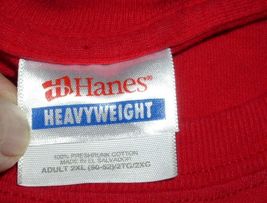 Hanes®
HEAVYWEIGHT
100% PRESHRUNK COTTON
MADE IN EL SALVADOR
ADULT 2XL (50-52)/2TG/2XG